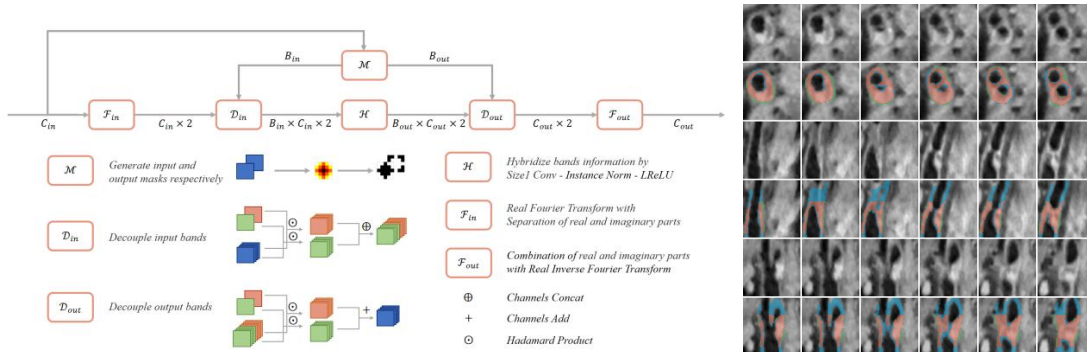 B_in
B_out
ℳ
C_in
ℱ_in
C_in × 2
𝒟_in
B_in × C_in × 2
ℋ
B_out × C_out × 2
𝒟_out
C_out × 2
ℱ_out
C_out
ℳ
Generate input and
output masks respectively
𝒟_in
Decouple input bands
𝒟_out
Decouple output bands
ℋ
Hybridize bands information by
Size1 Conv - Instance Norm - LReLU
ℱ_in
Real Fourier Transform with
Separation of real and imaginary parts
ℱ_out
Combination of real and imaginary parts
with Real Inverse Fourier Transform
⊕ Channels Concat
+ Channels Add
⊙ Hadamard Product